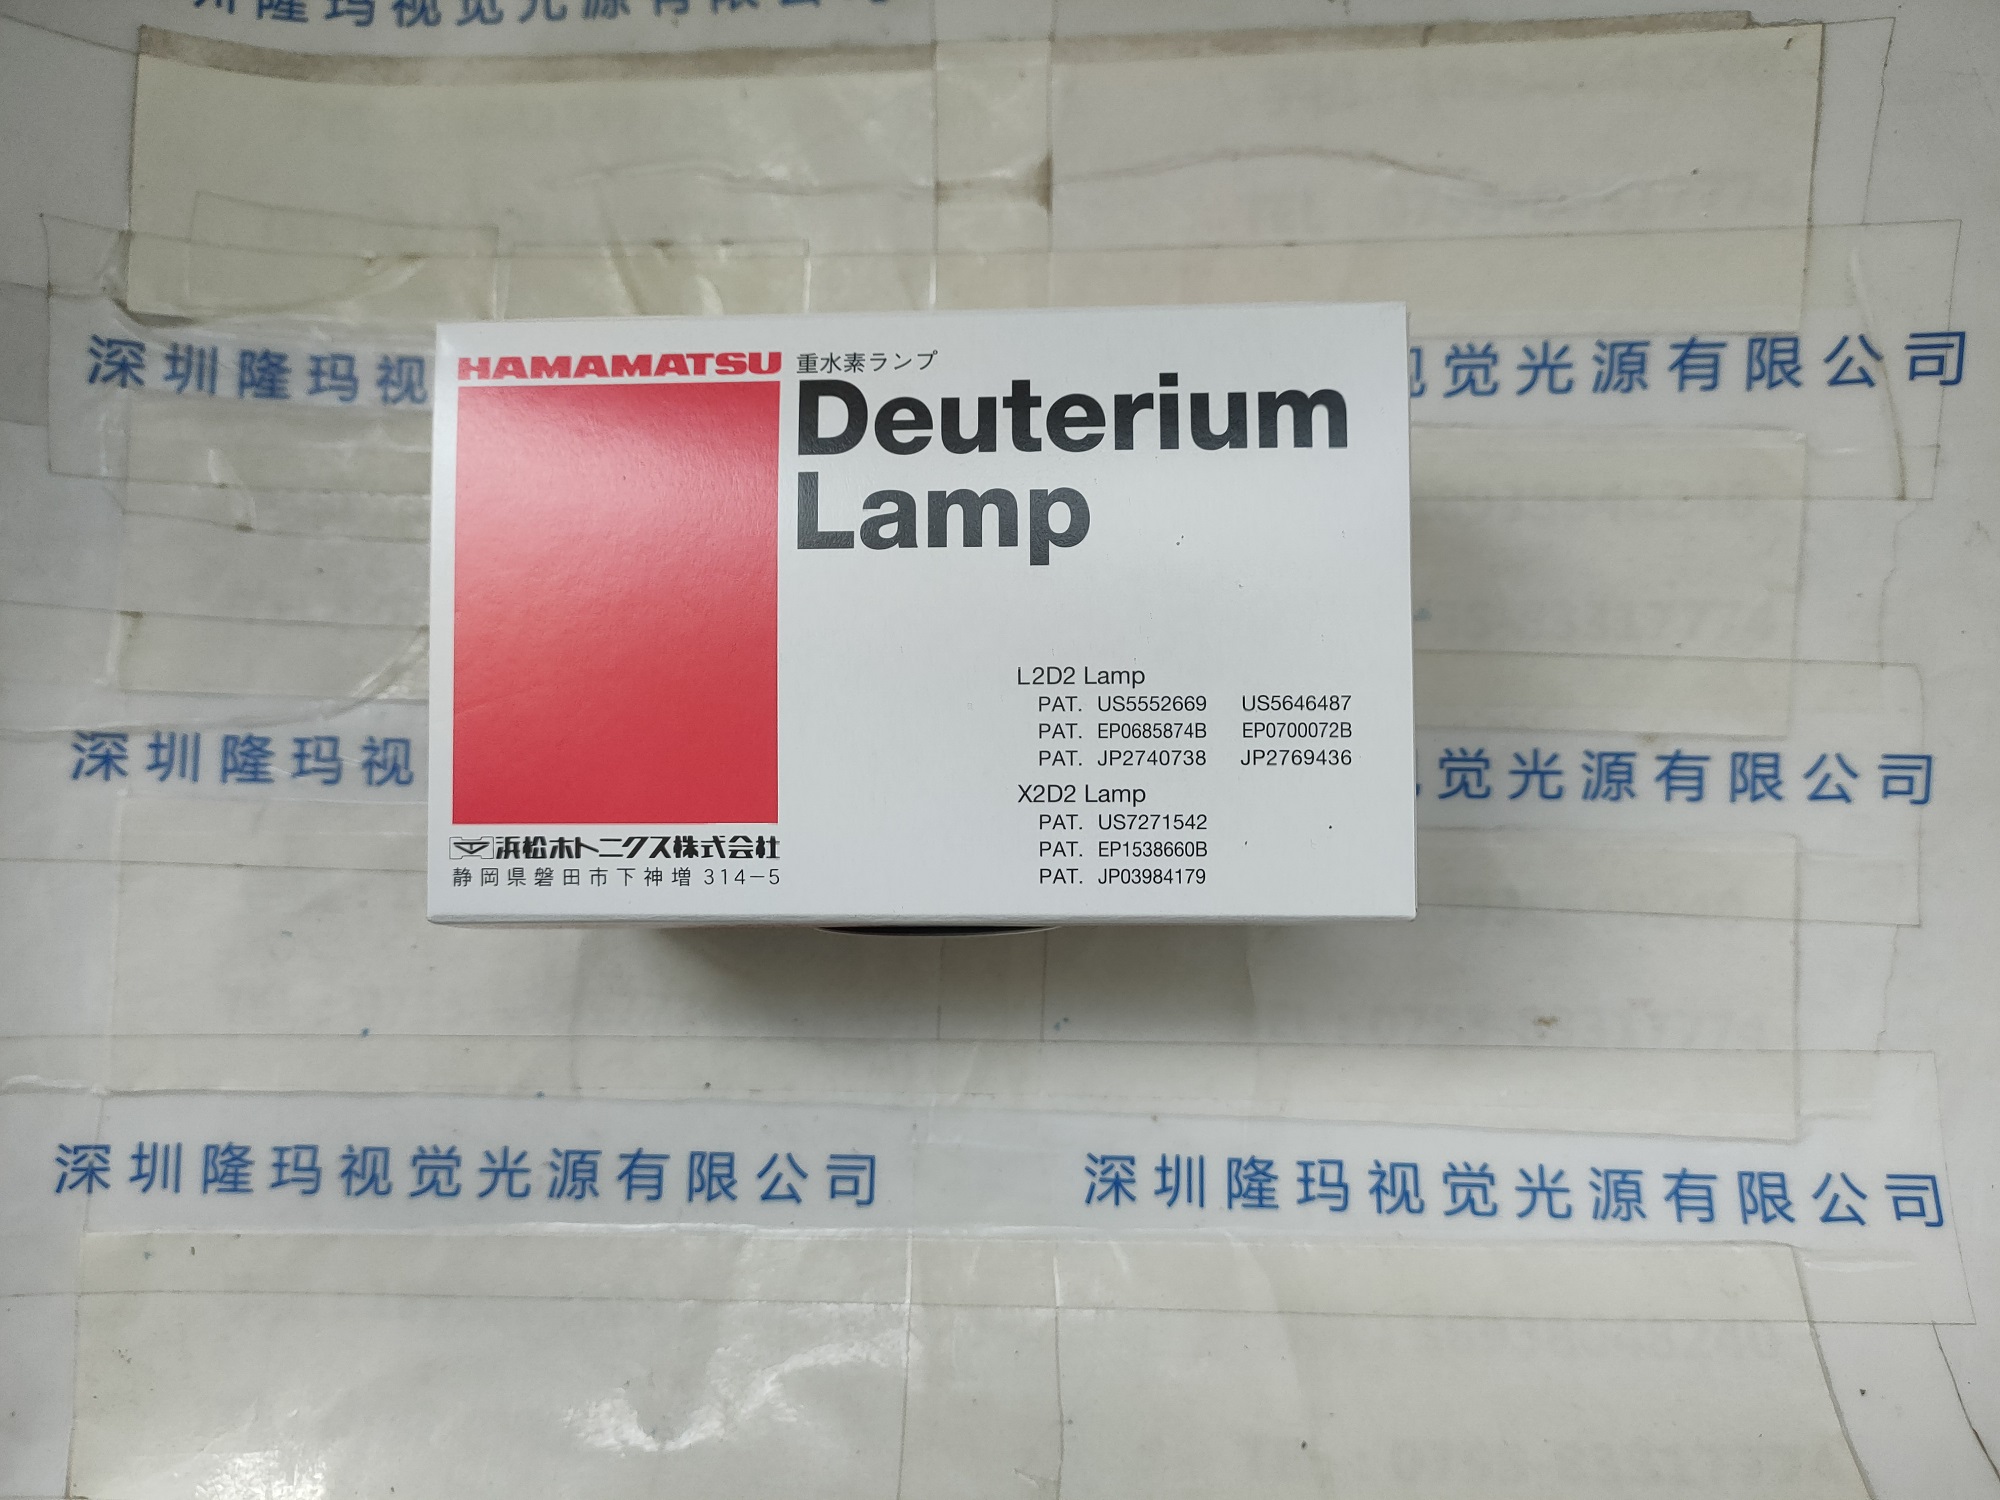 圳隆玛视觉光源有限公司
HAMAMATSU
重水素ランプ
Deuterium
Lamp
深圳隆玛视
视觉光源有限公司
L2D2 Lamp
PAT. US5552669 US5646487
PAT. EP0685874B EP0700072B
PAT. JP2740738 JP2769436
X2D2 Lamp
PAT. US7271542
PAT. EP1538660B
PAT. JP03984179
浜松ホトニクス株式会社
静岡県磐田市下神増 314-5
深圳隆玛视
觉光源有限公司
深圳隆玛视觉光源有限公司
深圳隆玛视觉光源有限公司